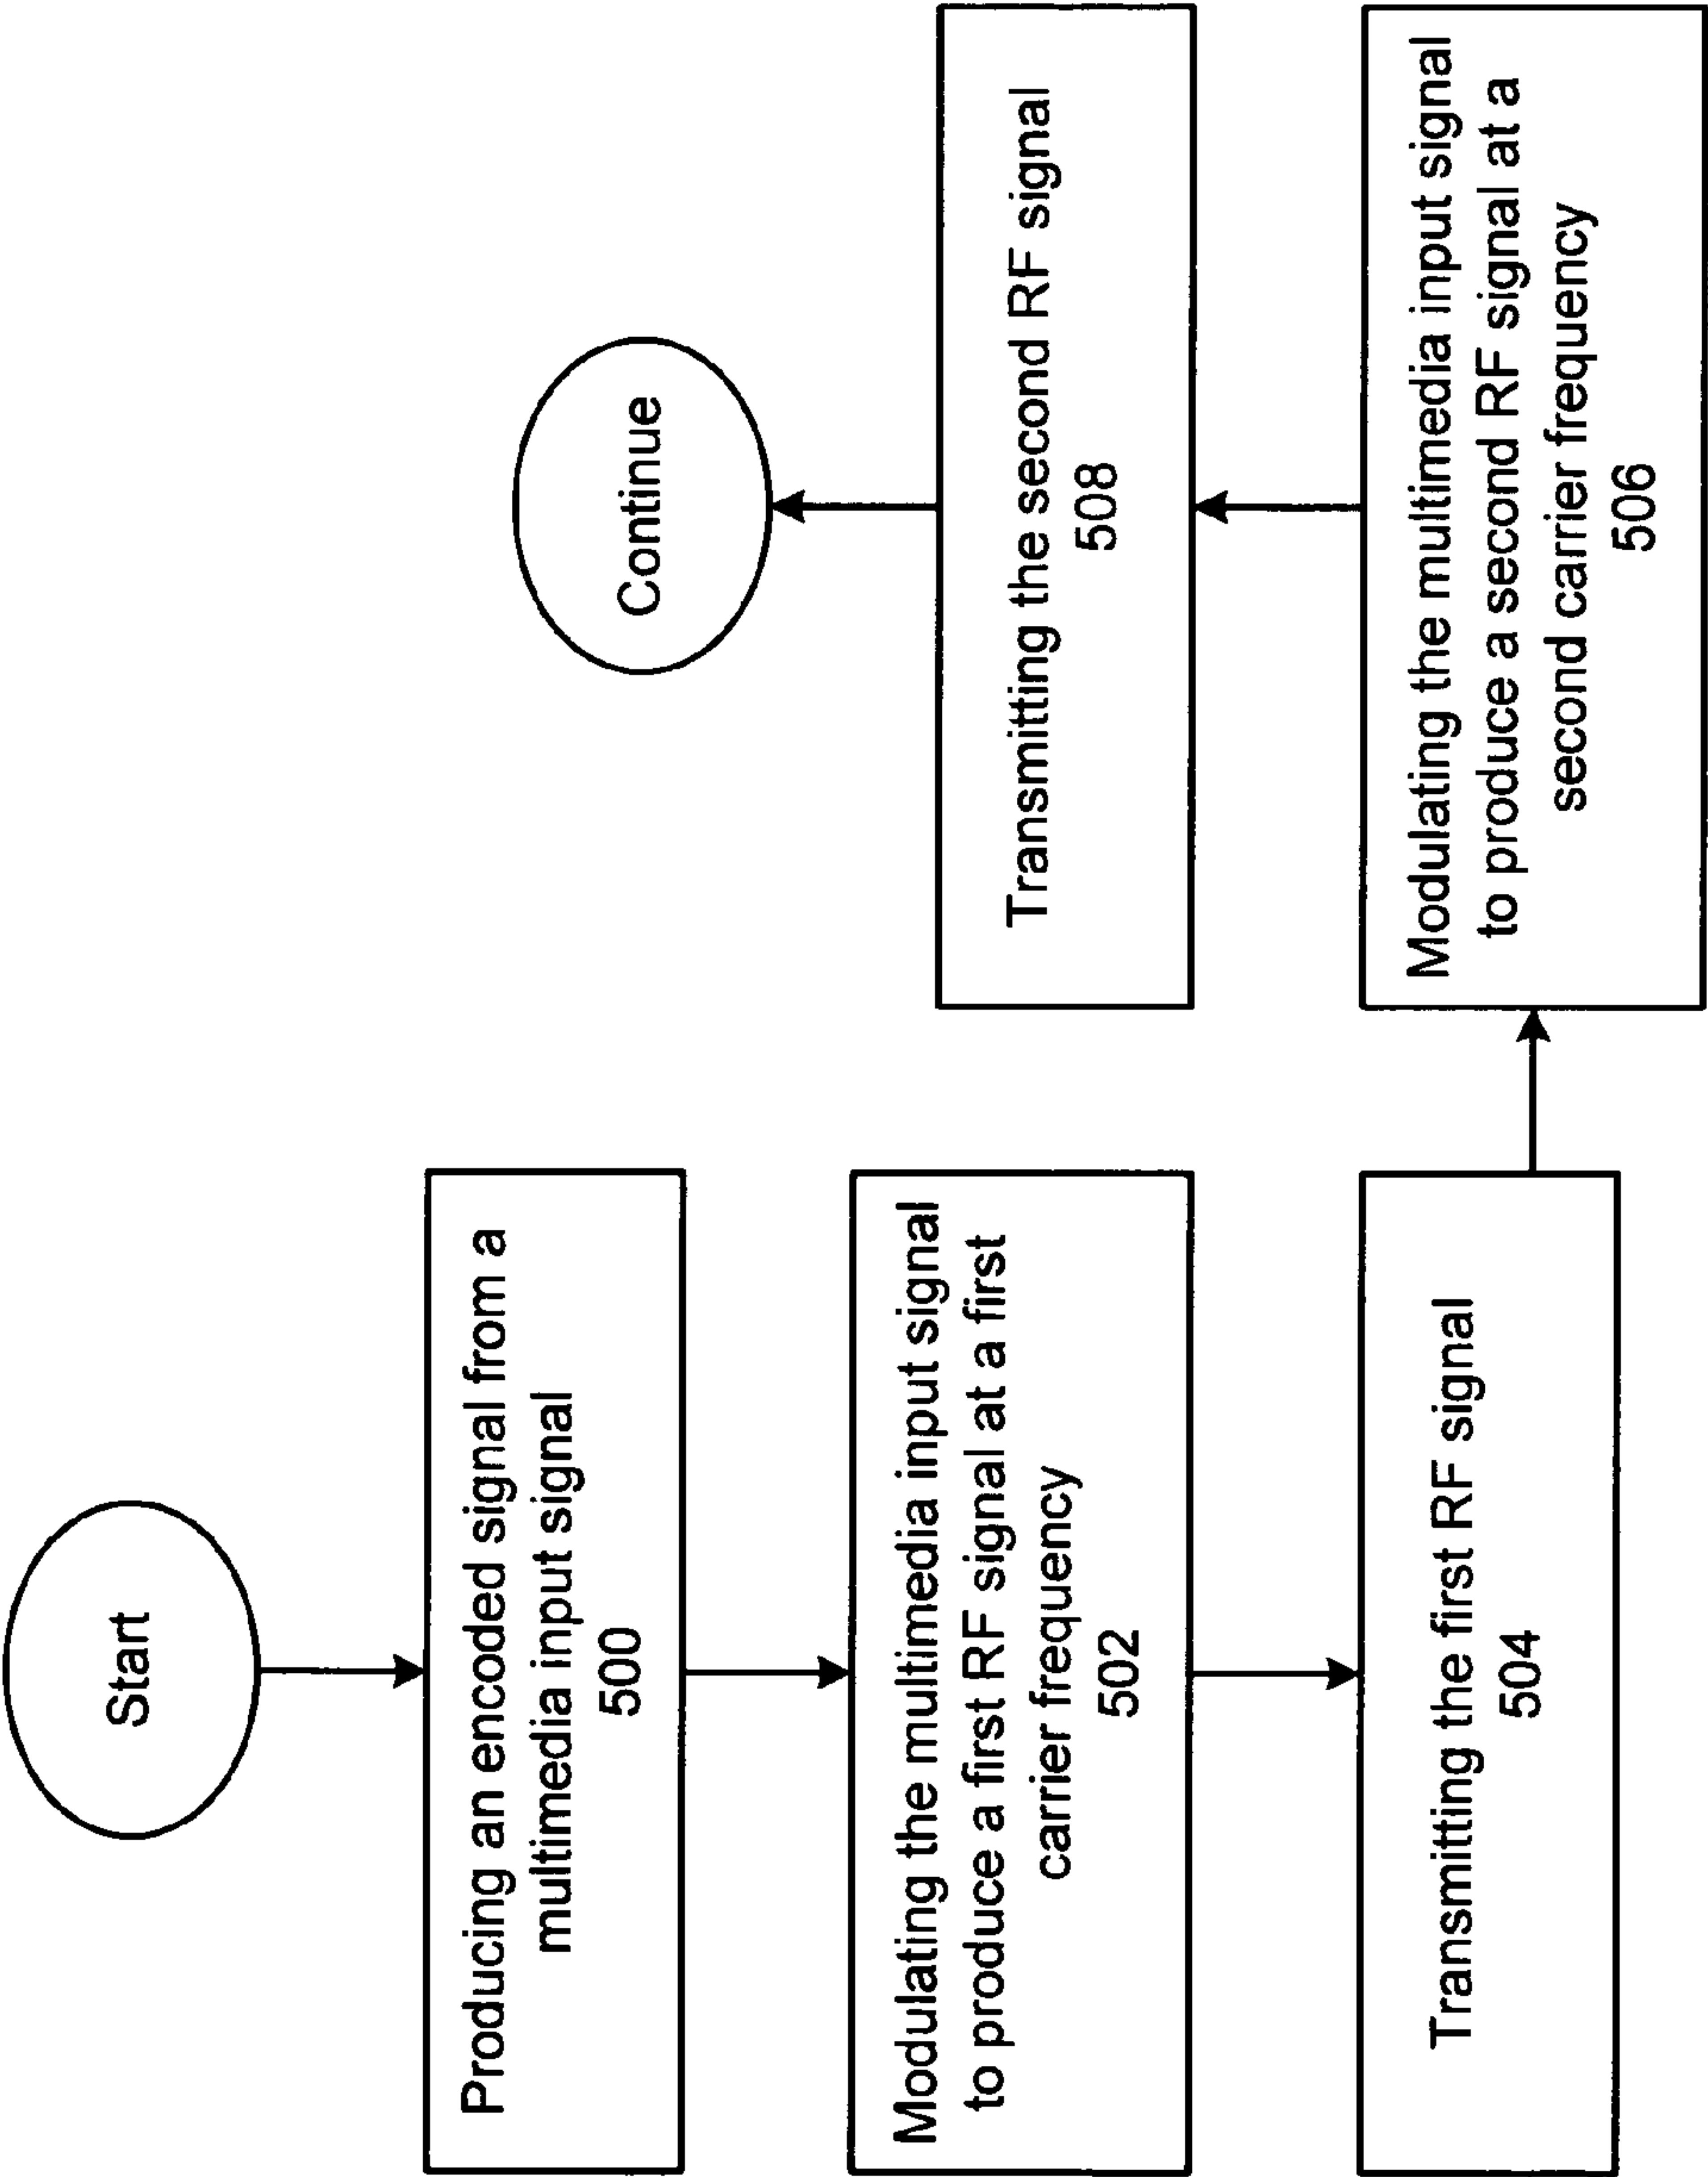 Start
Producing an encoded signal from a
multimedia input signal
500
Modulating the multimedia input signal
to produce a first RF signal at a first
carrier frequency
502
Transmitting the first RF signal
504
Modulating the multimedia input signal
to produce a second RF signal at a
second carrier frequency
506
Transmitting the second RF signal
508
Continue